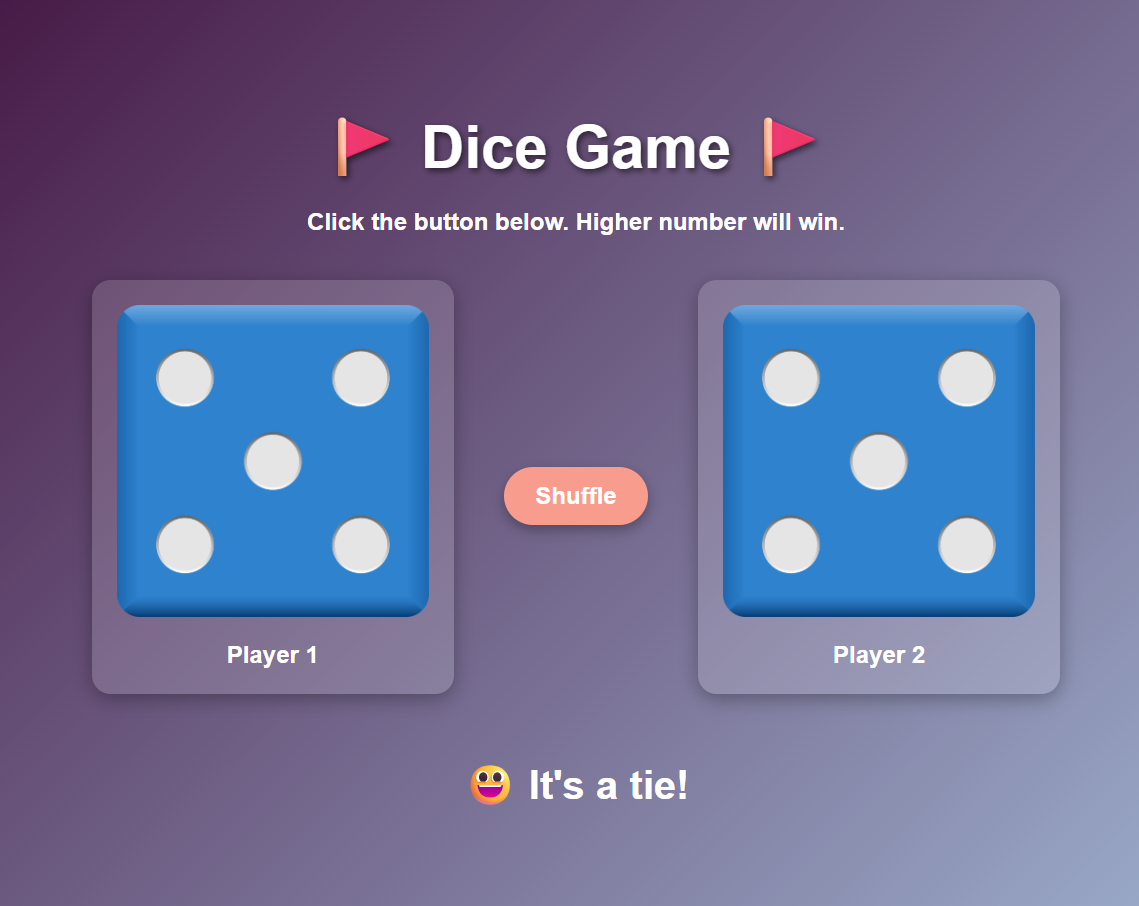 Dice Game
Click the button below. Higher number will win.
Shuffle
Player 1
Player 2
It's a tie!